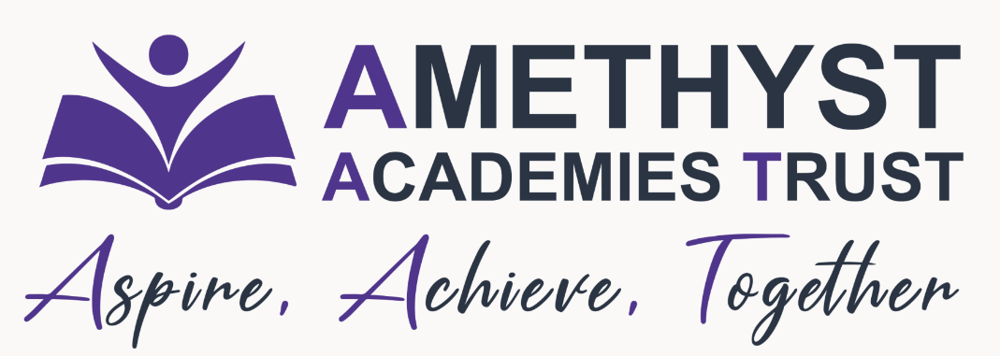 AMETHYST
ACADEMIES TRUST
Aspire, Achieve, Together